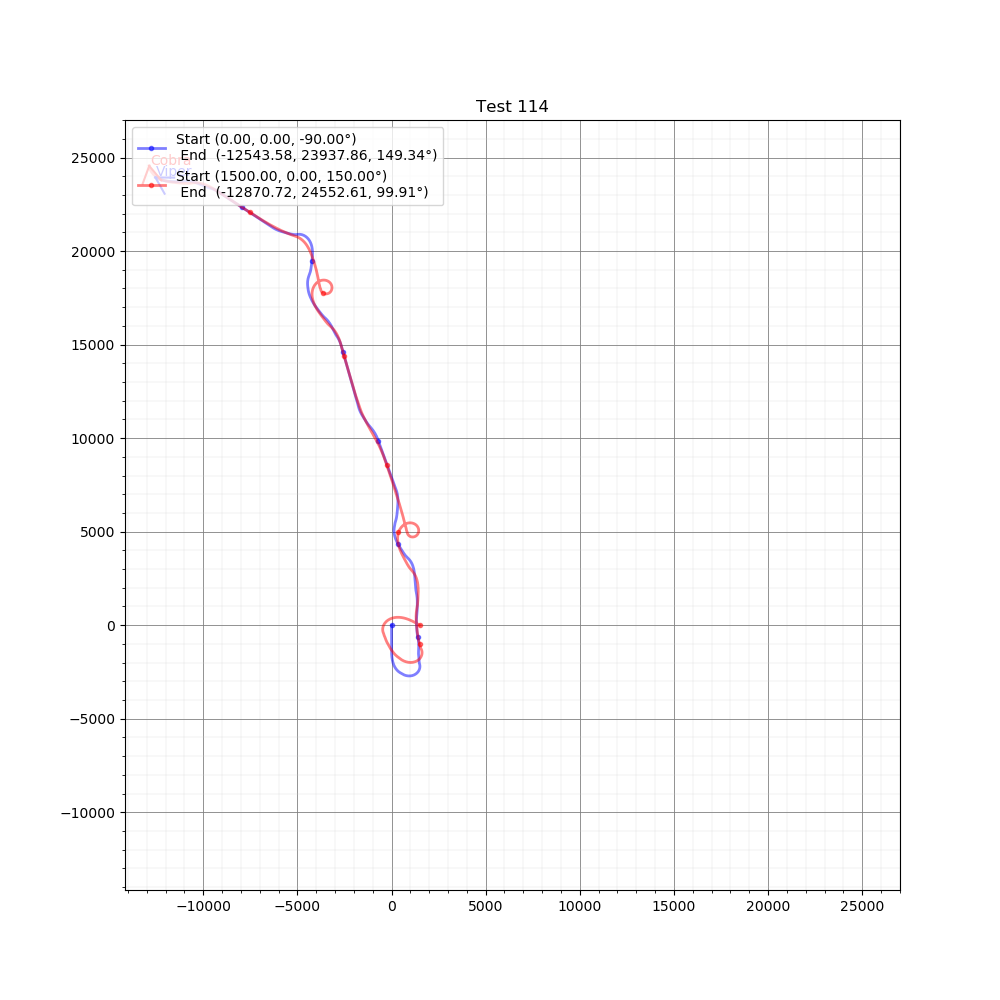 Test 114
Start (0.00, 0.00, -90.00°)
End (-12543.58, 23937.86, 149.34°)
Start (1500.00, 0.00, 150.00°)
End (-12870.72, 24552.61, 99.91°)
Cobra
Viper
25000
20000
15000
10000
5000
0
−5000
−10000
−10000 −5000 0 5000 10000 15000 20000 25000